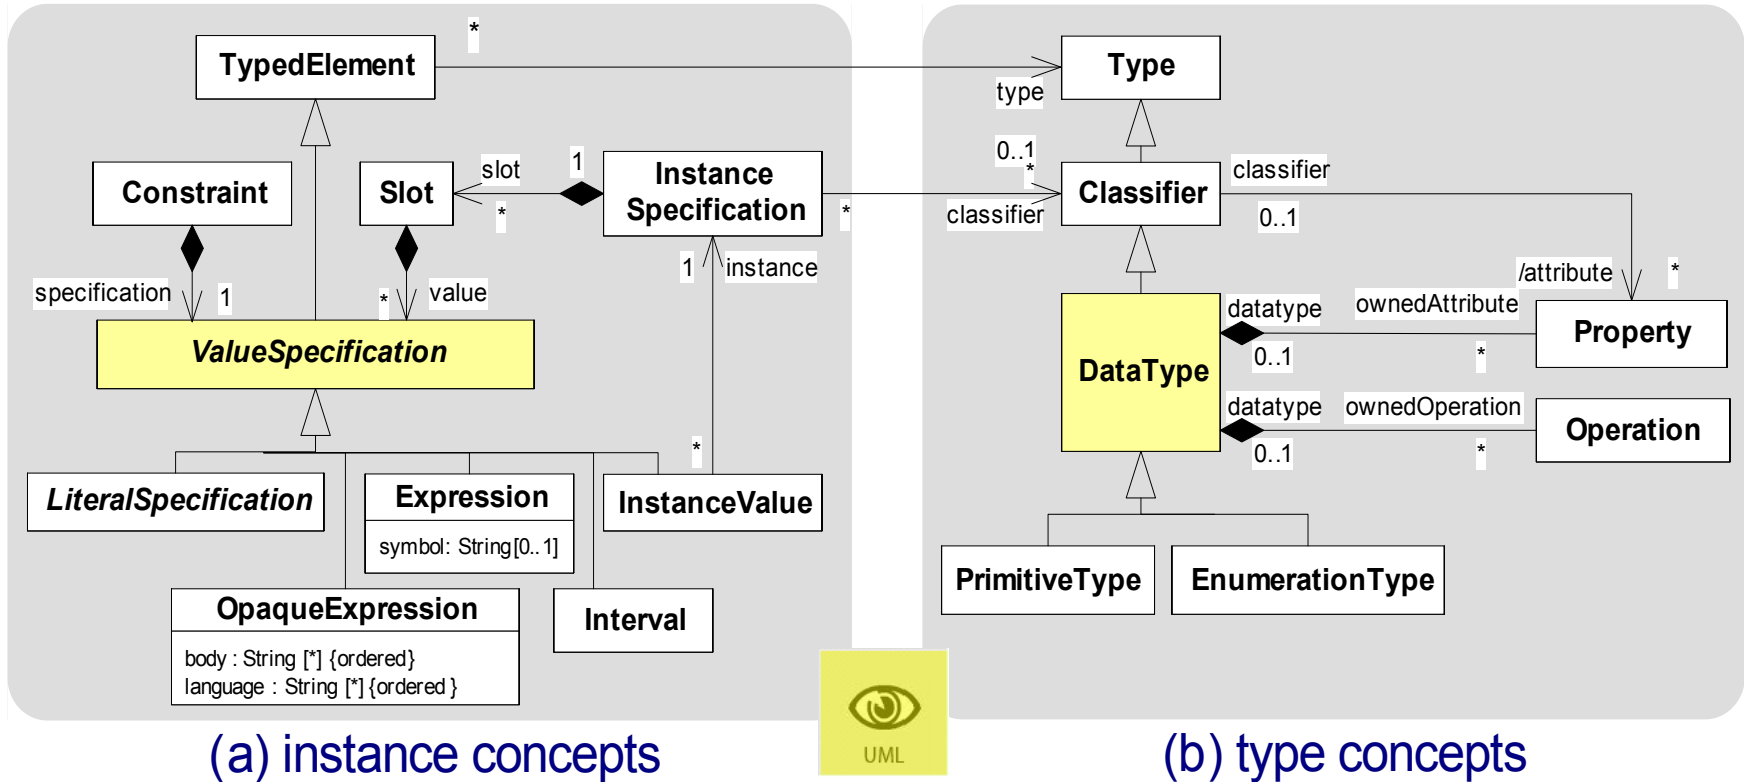 *
TypedElement
Type
type
0..1
Constraint
Slot
slot
*
1
Instance
Specification
*
*
classifier
Classifier
classifier
0..1
specification
1
*
value
1
instance
/attribute
*
ValueSpecification
DataType
datatype
0..1
ownedAttribute
*
Property
datatype
0..1
ownedOperation
*
Operation
*
LiteralSpecification
Expression
symbol: String[0..1]
InstanceValue
OpaqueExpression
body : String [*] {ordered}
language : String [*] {ordered }
Interval
PrimitiveType
EnumerationType
UML
(a) instance concepts
(b) type concepts